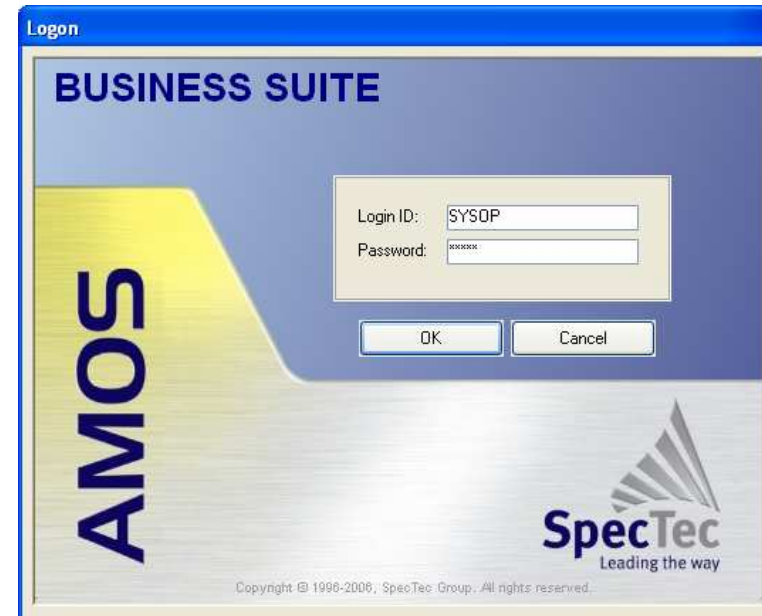 Logon
BUSINESS SUITE
Login ID: SYSOP
Password: *****
OK Cancel
AMOS
SpecTec
Leading the way
Copyright © 1996-2006, SpecTec Group. All rights reserved.